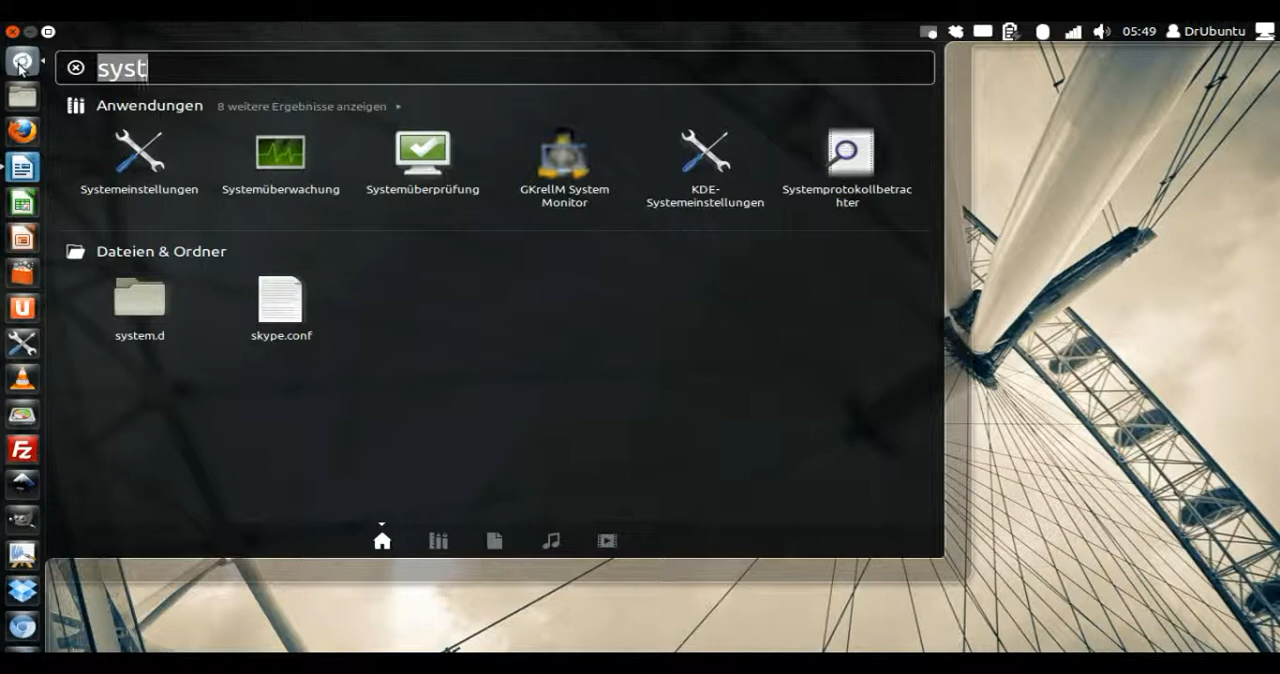 05:49 DrUbuntu
syst
Anwendungen 8 weitere Ergebnisse anzeigen
Systemeinstellungen
Systemüberwachung
Systemüberprüfung
GKrellM System
Monitor
KDE-
Systemeinstellungen
Systemprotokollbetrac
hter
Dateien & Ordner
system.d
skype.conf
U
Fz